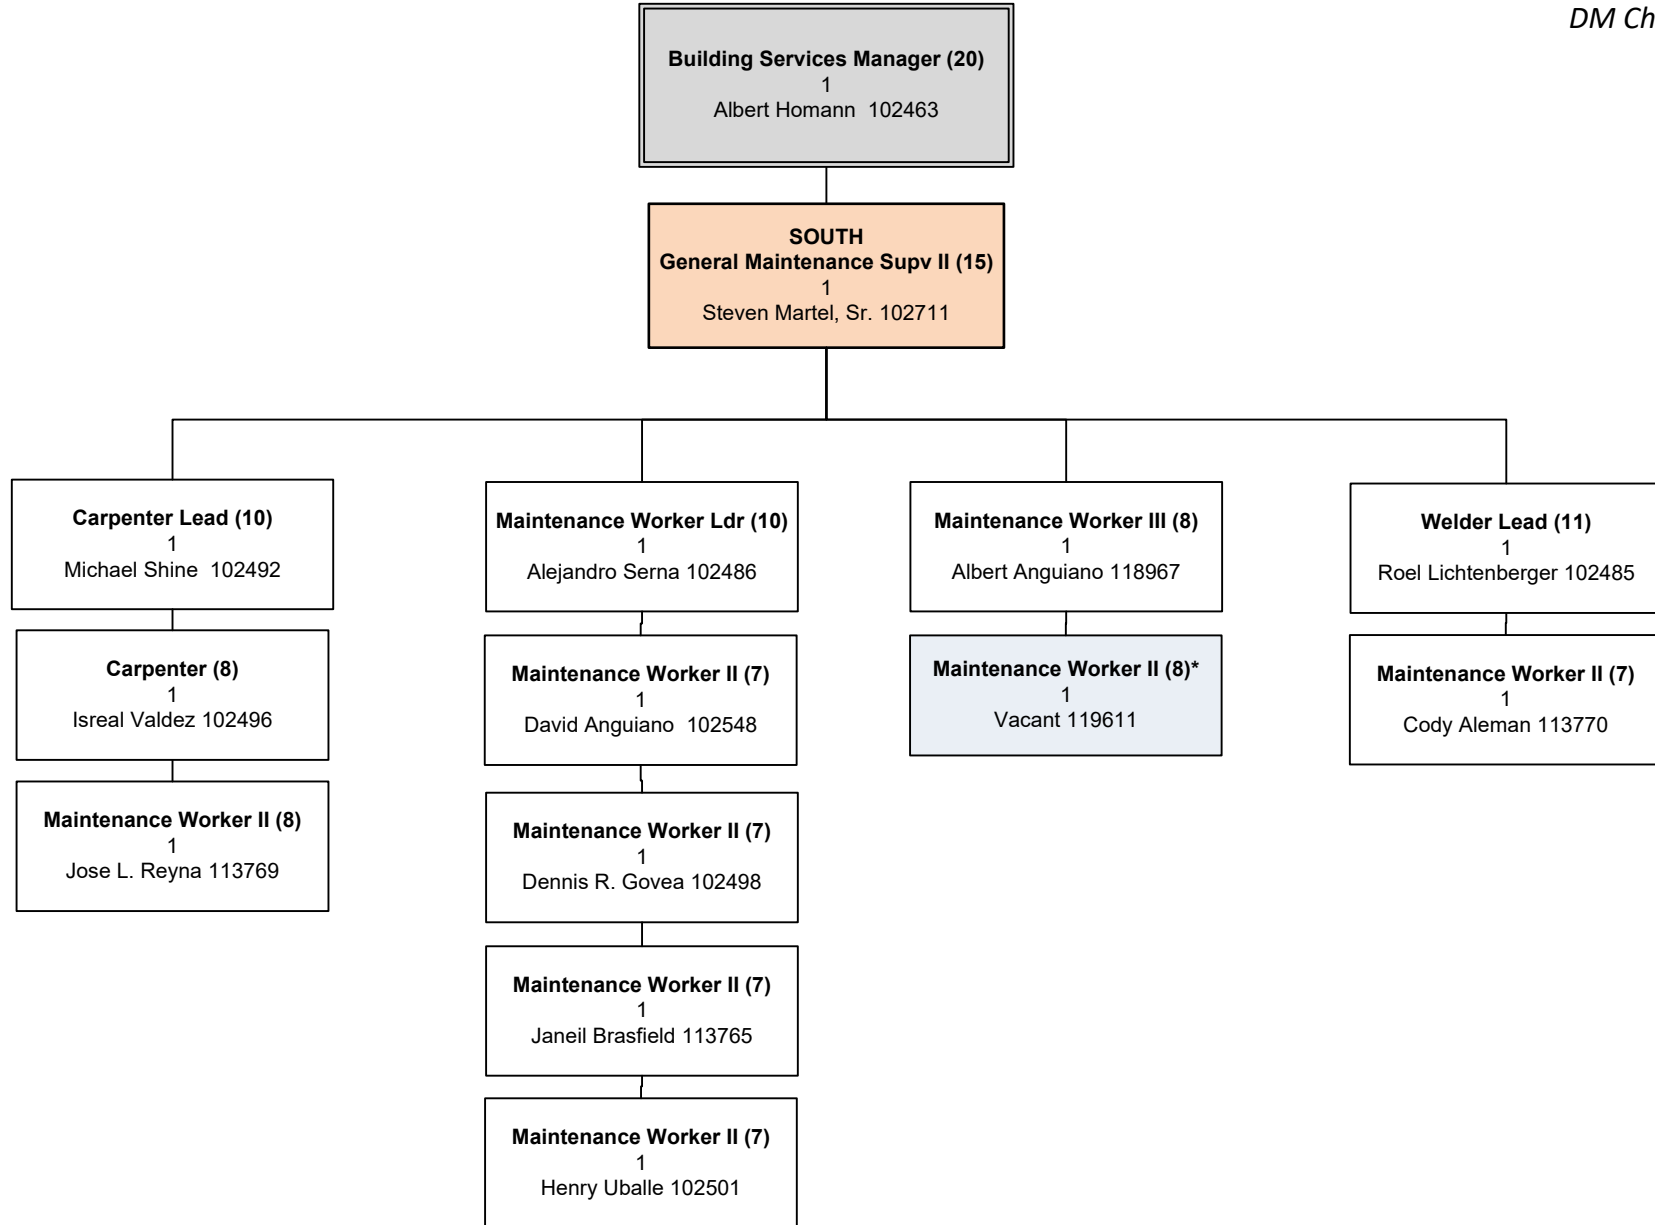 DM Ch
Building Services Manager (20)
1
Albert Homann  102463
SOUTH
General Maintenance Supv II (15)
1
Steven Martel, Sr. 102711
Carpenter Lead (10)
1
Michael Shine  102492
Carpenter (8)
1
Isreal Valdez 102496
Maintenance Worker II (8)
1
Jose L. Reyna 113769
Maintenance Worker Ldr (10)
1
Alejandro Serna 102486
Maintenance Worker II (7)
1
David Anguiano  102548
Maintenance Worker II (7)
1
Dennis R. Govea 102498
Maintenance Worker II (7)
1
Janeil Brasfield 113765
Maintenance Worker II (7)
1
Henry Uballe 102501
Maintenance Worker III (8)
1
Albert Anguiano 118967
Maintenance Worker II (8)*
1
Vacant 119611
Welder Lead (11)
1
Roel Lichtenberger 102485
Maintenance Worker II (7)
1
Cody Aleman 113770